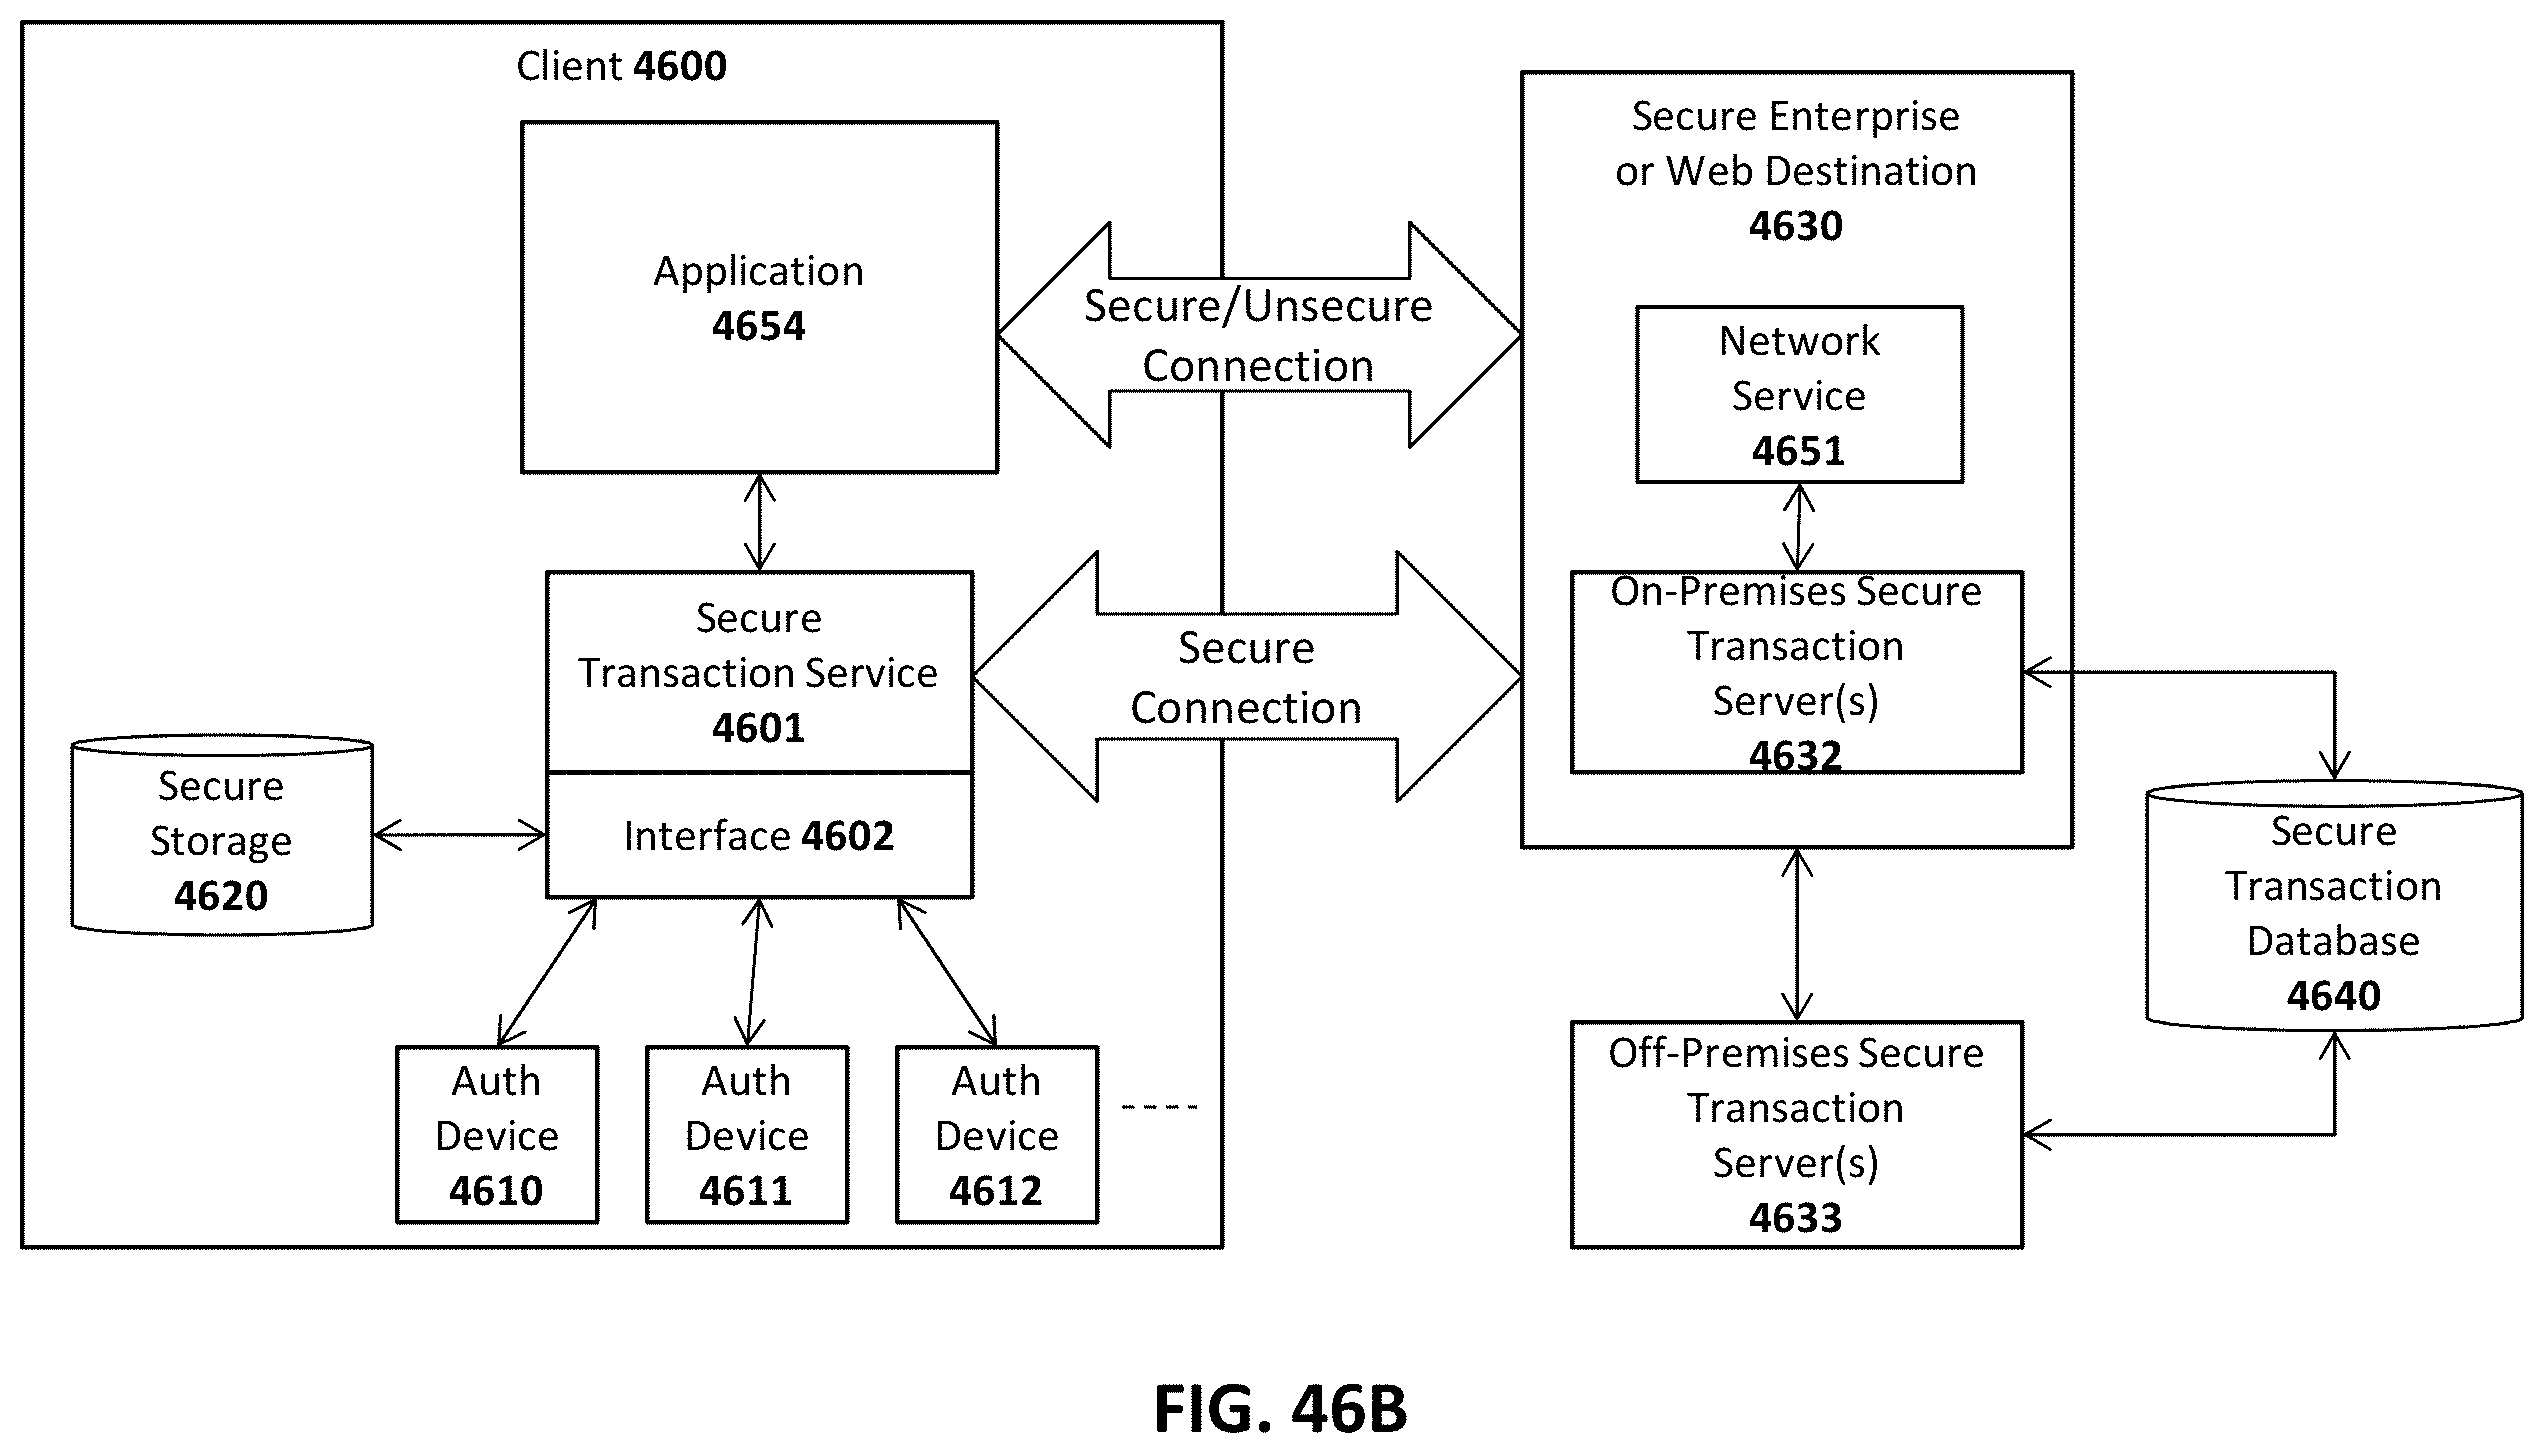 Client 4600
Application
4654
Secure/Unsecure
Connection
Secure Enterprise
or Web Destination
4630
Network
Service
4651
Secure
Transaction Service
4601
Interface 4602
Secure
Connection
On-Premises Secure
Transaction
Server(s)
4632
Secure
Storage
4620
Secure
Transaction
Database
4640
Auth
Device
4610
Auth
Device
4611
Auth
Device
4612
Off-Premises Secure
Transaction
Server(s)
4633
FIG. 46B